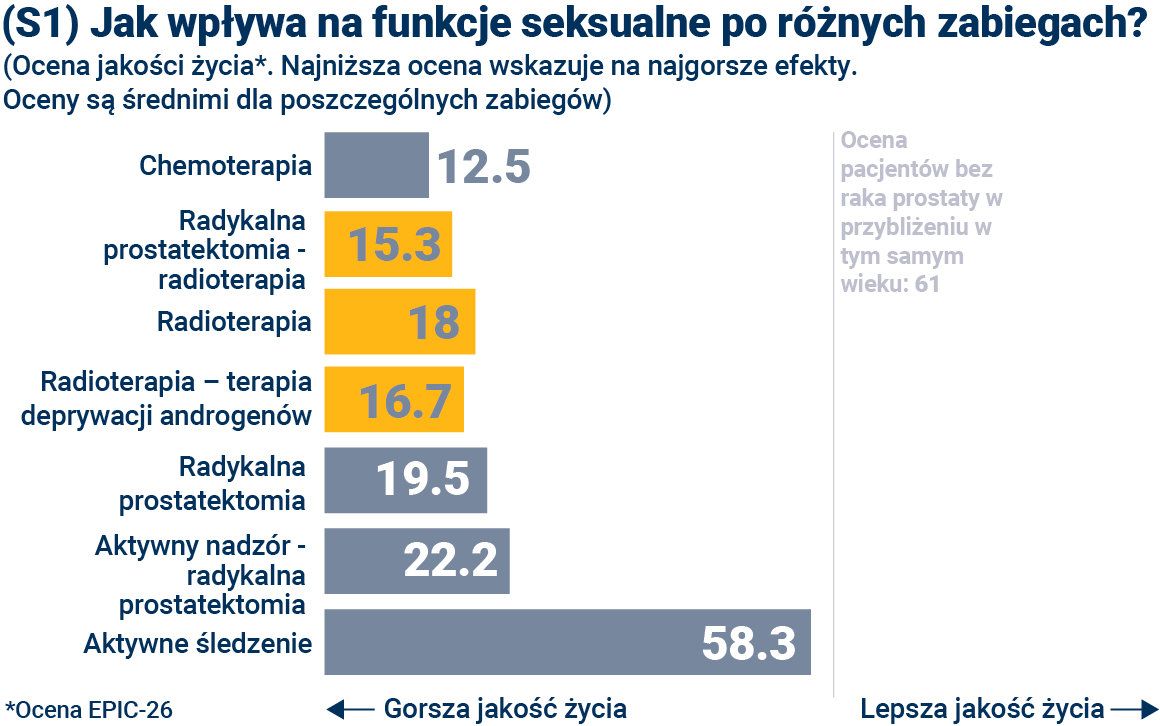 (S1) Jak wpływa na funkcje seksualne po różnych zabiegach?
(Ocena jakości życia*. Najniższa ocena wskazuje na najgorsze efekty.
Oceny są średnimi dla poszczególnych zabiegów)
Chemoterapia
12.5
Radykalna
prostatektomia -
radioterapia
15.3
Radioterapia
18
Radioterapia – terapia
deprywacji androgenów
16.7
Radykalna
prostatektomia
19.5
Aktywny nadzór -
radykalna
prostatektomia
22.2
Aktywne śledzenie
58.3
Ocena
pacjentów bez
raka prostaty w
przybliżeniu w
tym samym
wieku: 61
*Ocena EPIC-26
Gorsza jakość życia
Lepsza jakość życia